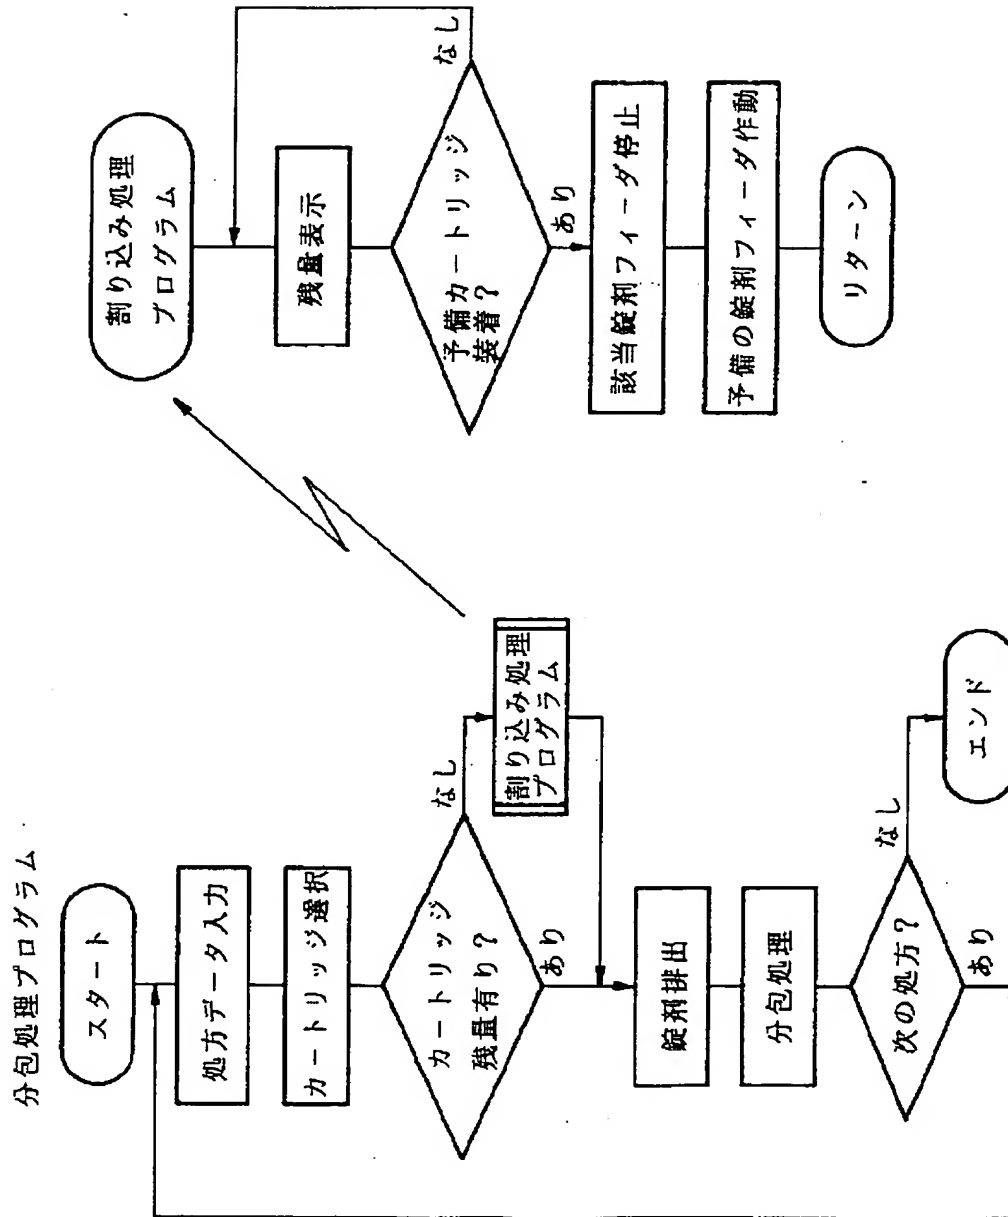 分包処理プログラム
スタート
処方データ入力
カートリッジ選択
カートリッジ
残量有り?
なし
あり
割り込み処理
プログラム
錠剤排出
分包処理
次の処方?
なし
あり
エンド
割り込み処理
プログラム
残量表示
予備カートリッジ
装着?
なし
あり
該当錠剤フィーダ停止
予備の錠剤フィーダ作動
リターン